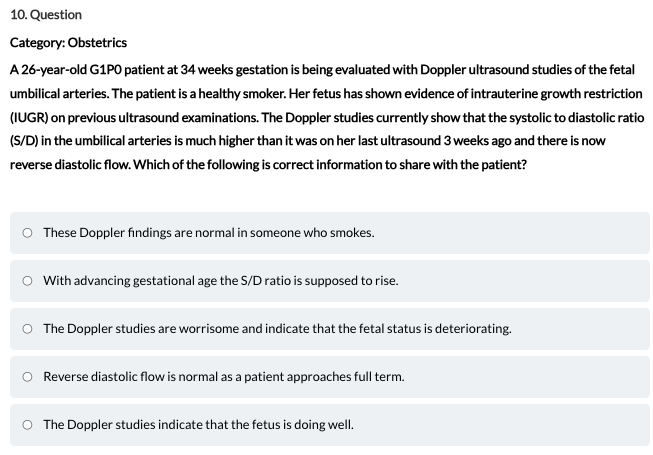 10. Question
Category: Obstetrics
A 26-year-old G1P0 patient at 34 weeks gestation is being evaluated with Doppler ultrasound studies of the fetal
umbilical arteries. The patient is a healthy smoker. Her fetus has shown evidence of intrauterine growth restriction
(IUGR) on previous ultrasound examinations. The Doppler studies currently show that the systolic to diastolic ratio
(S/D) in the umbilical arteries is much higher than it was on her last ultrasound 3 weeks ago and there is now
reverse diastolic flow. Which of the following is correct information to share with the patient?
These Doppler findings are normal in someone who smokes.
With advancing gestational age the S/D ratio is supposed to rise.
The Doppler studies are worrisome and indicate that the fetal status is deteriorating.
Reverse diastolic flow is normal as a patient approaches full term.
The Doppler studies indicate that the fetus is doing well.